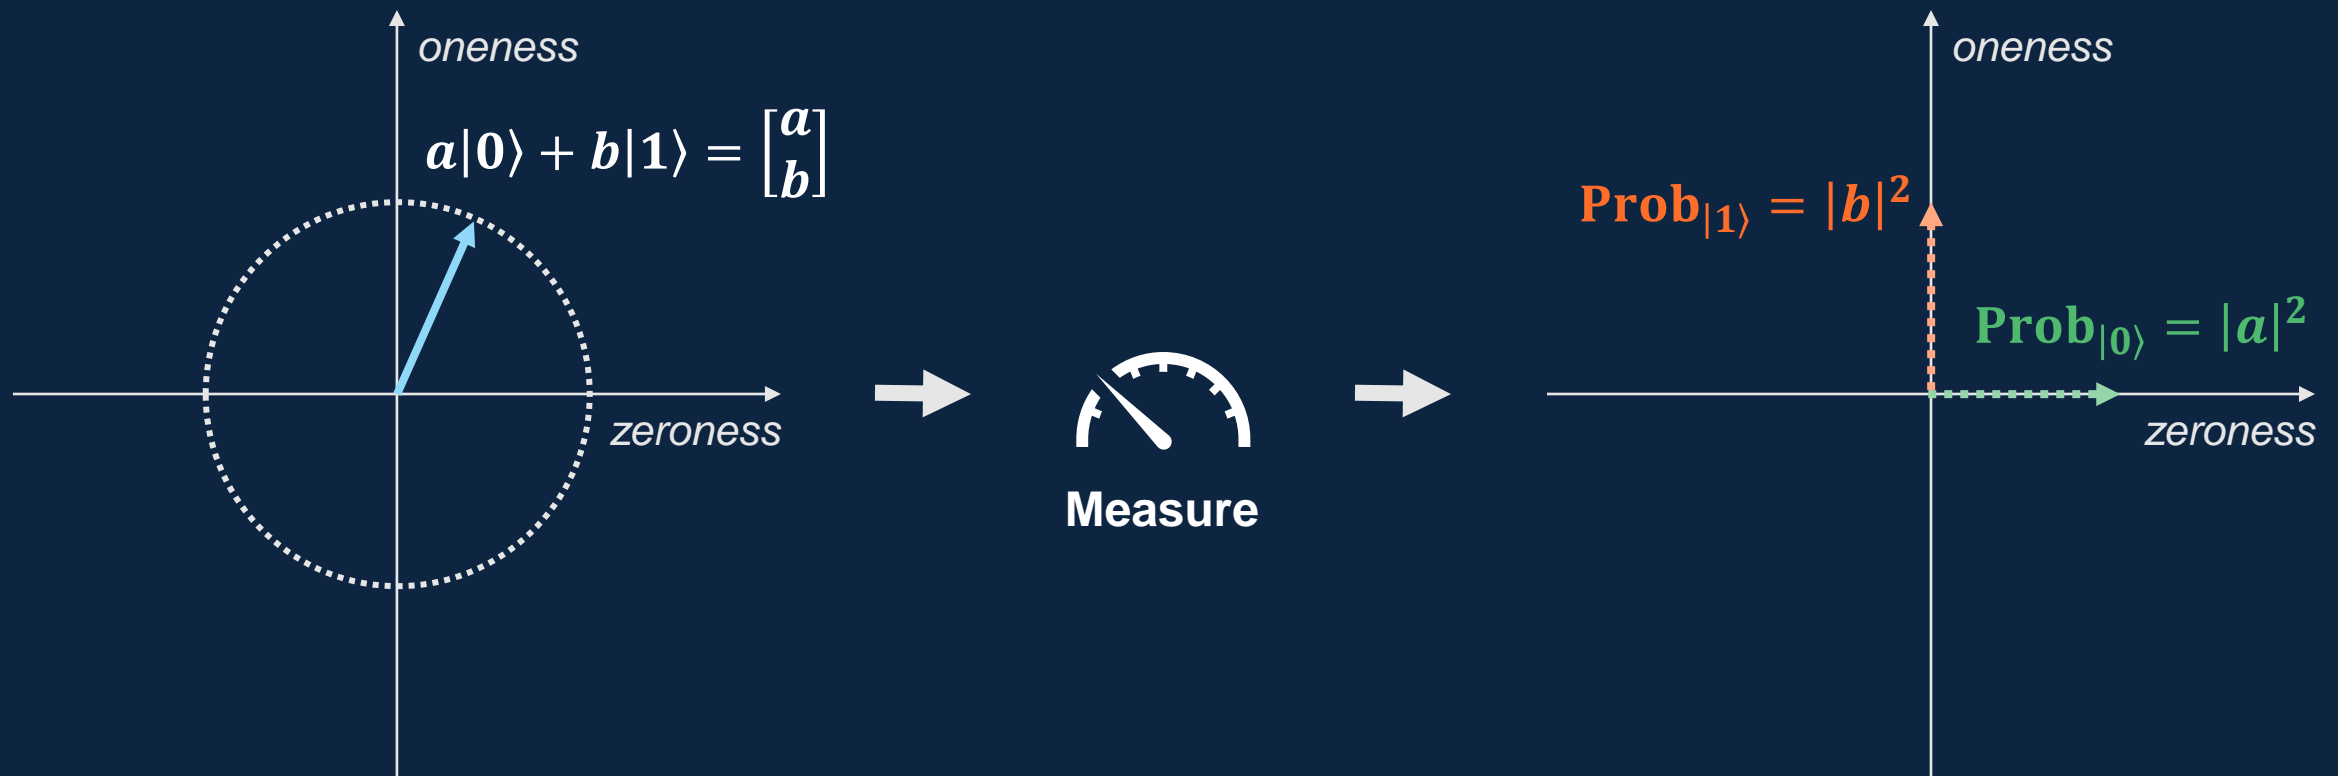 oneness
a|0⟩ + b|1⟩ = [a b]
zeroness
Measure
oneness
Prob|1⟩ = |b|²
Prob|0⟩ = |a|²
zeroness